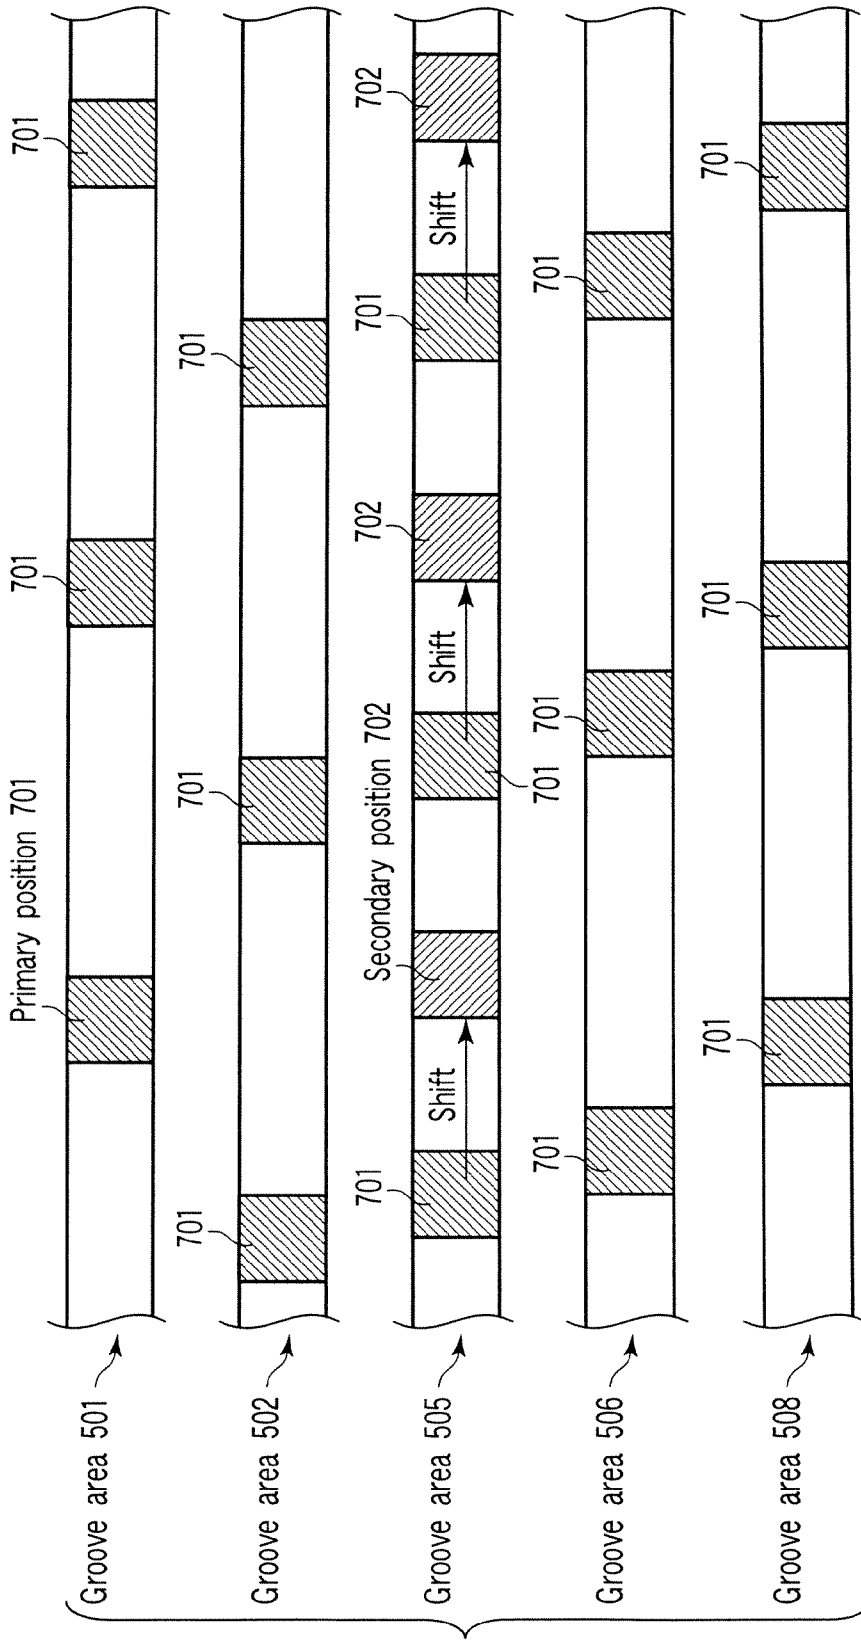 Primary position 701
701
701
Groove area 501
701
701
701
Groove area 502
701
Secondary position 702
702
701
702
Shift
Shift
Shift
Groove area 505
701
701
701
701
Groove area 506
701
701
701
Groove area 508